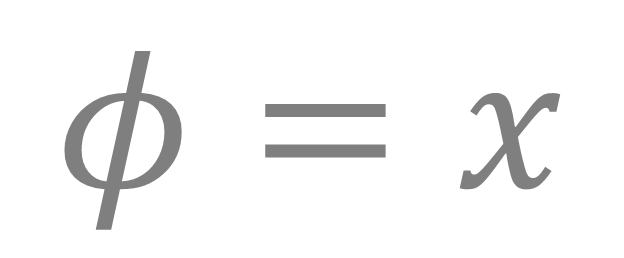 ϕ = x